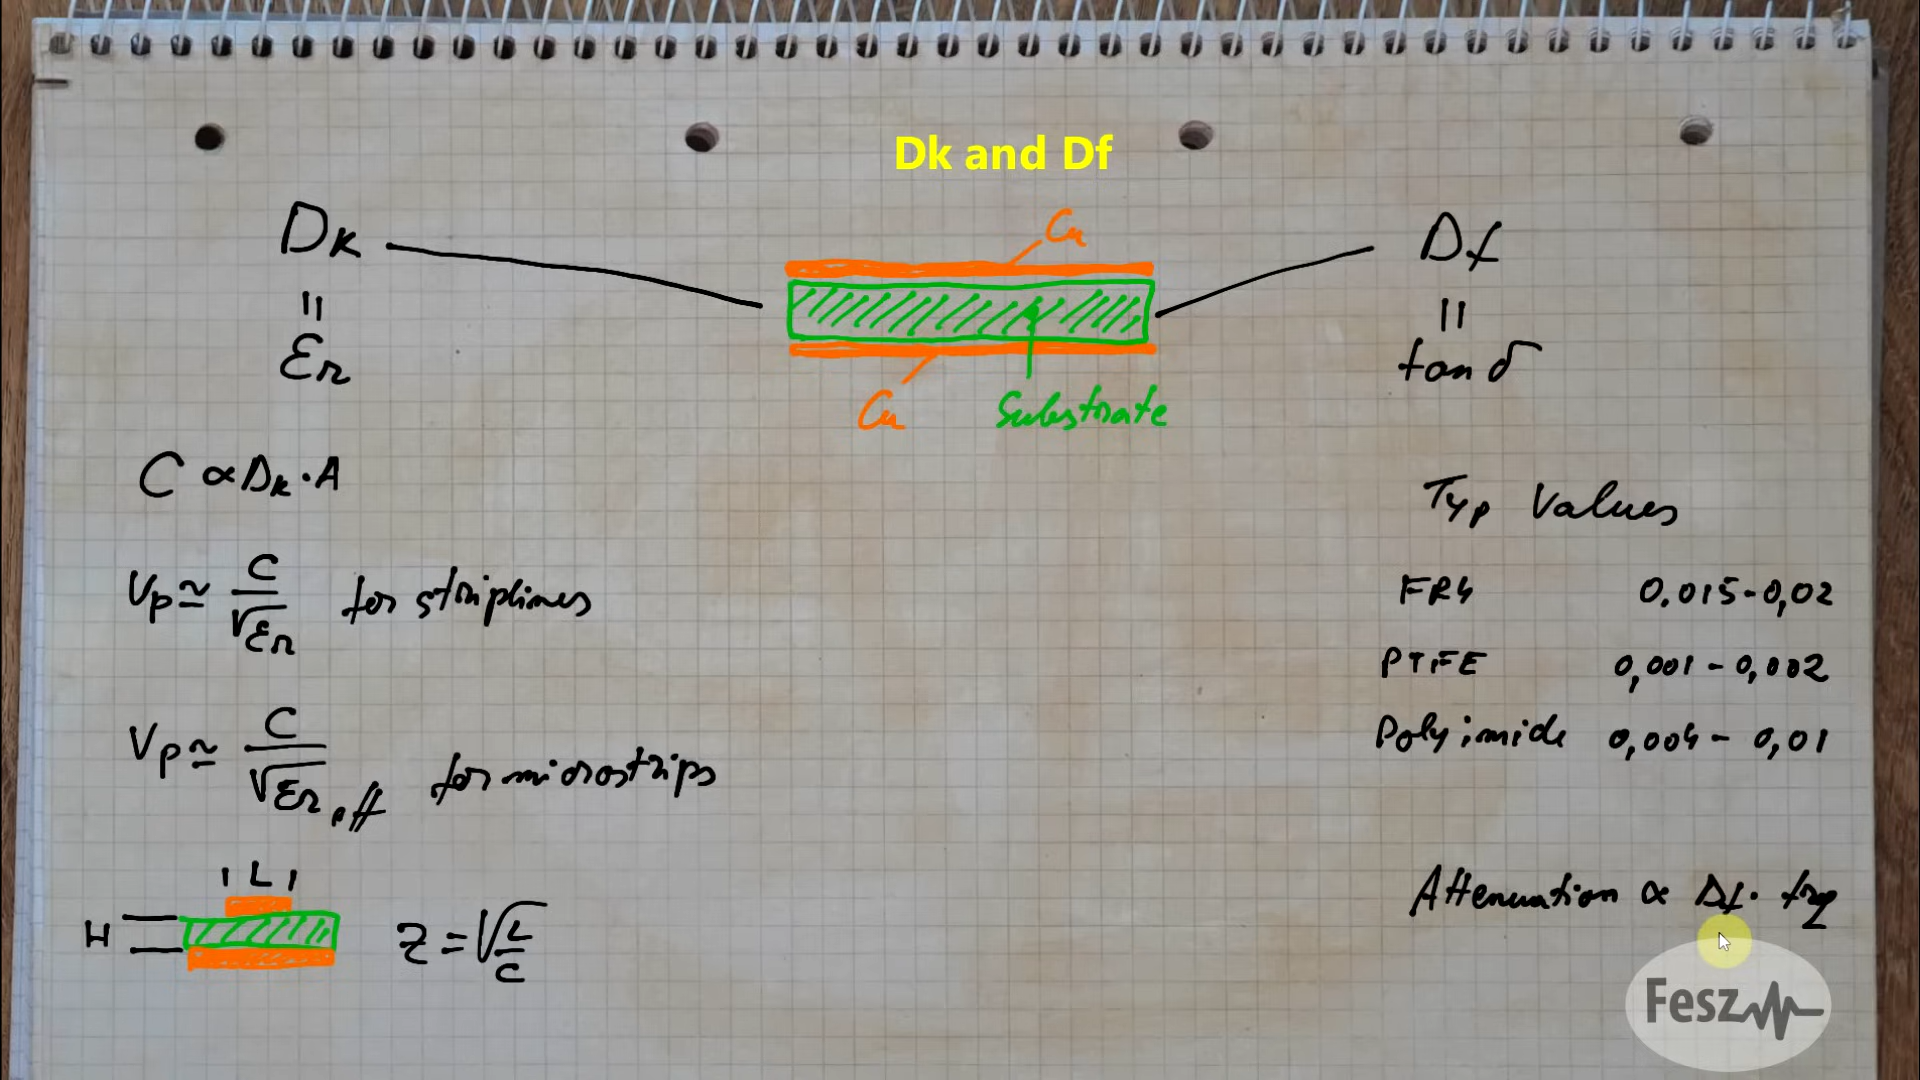 Dk and Df
Dk
=
εr
C ∝ Dk · A
Vp ≃ C / √εr for striplines
Vp ≃ C / √εr,eff for microstrips
L
H
Z = √(L/C)
Cu
Cu
Substrate
Df
=
tan δ
Typ Values
FR4 0.015-0,02
PTFE 0,001 - 0,002
Polyimide 0,004 - 0,01
Attenuation ∝ Df · frq
Fesz